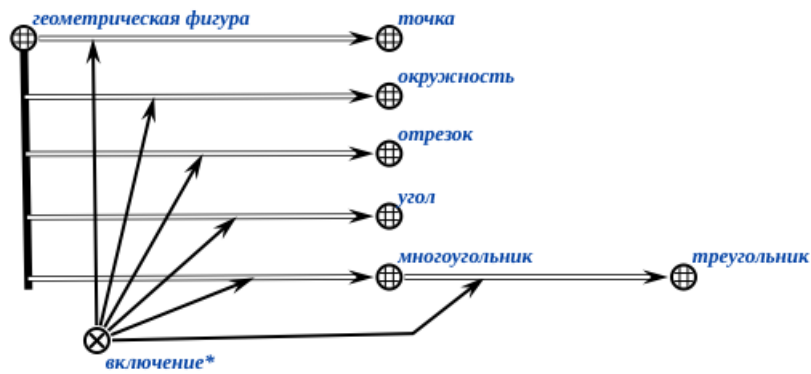 геометрическая фигура
точка
окружность
отрезок
угол
многоугольник
треугольник
включение*